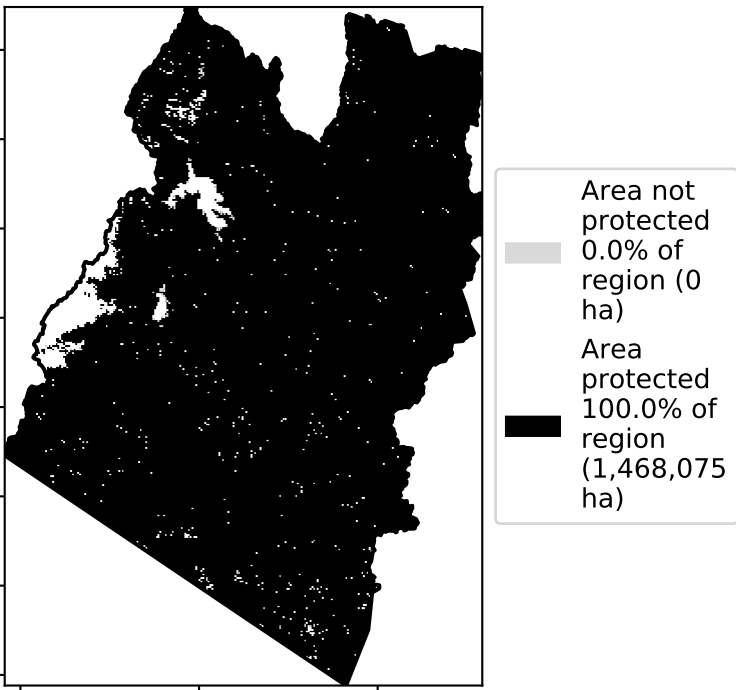 Area not
protected
0.0% of
region (0
ha)
Area
protected
100.0% of
region
(1,468,075
ha)